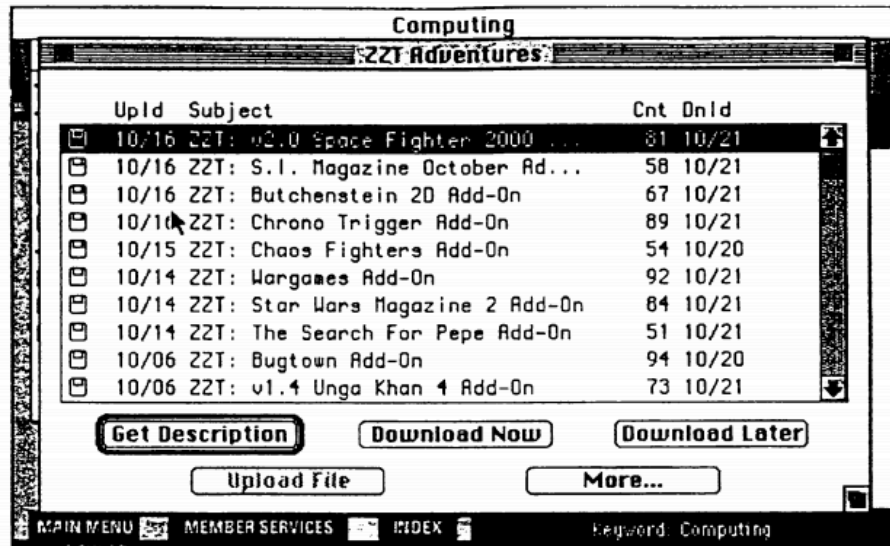 Computing
ZZT Adventures
Upld Subject Cnt Dnld
10/16 ZZT: v2.0 Space Fighter 2000 ... 81 10/21
10/16 ZZT: S.I. Magazine October Ad... 58 10/21
10/16 ZZT: Butchenstein 2D Add-On 67 10/21
10/16 ZZT: Chrono Trigger Add-On 89 10/21
10/15 ZZT: Chaos Fighters Add-On 54 10/20
10/14 ZZT: Wargames Add-On 92 10/21
10/14 ZZT: Star Wars Magazine 2 Add-On 84 10/21
10/14 ZZT: The Search For Pepe Add-On 51 10/21
10/06 ZZT: Bugtown Add-On 94 10/20
10/06 ZZT: v1.4 Unga Khan 4 Add-On 73 10/21
Get Description Download Now Download Later
Upload File More...
MAIN MENU MEMBER SERVICES INDEX Keyword: Computing